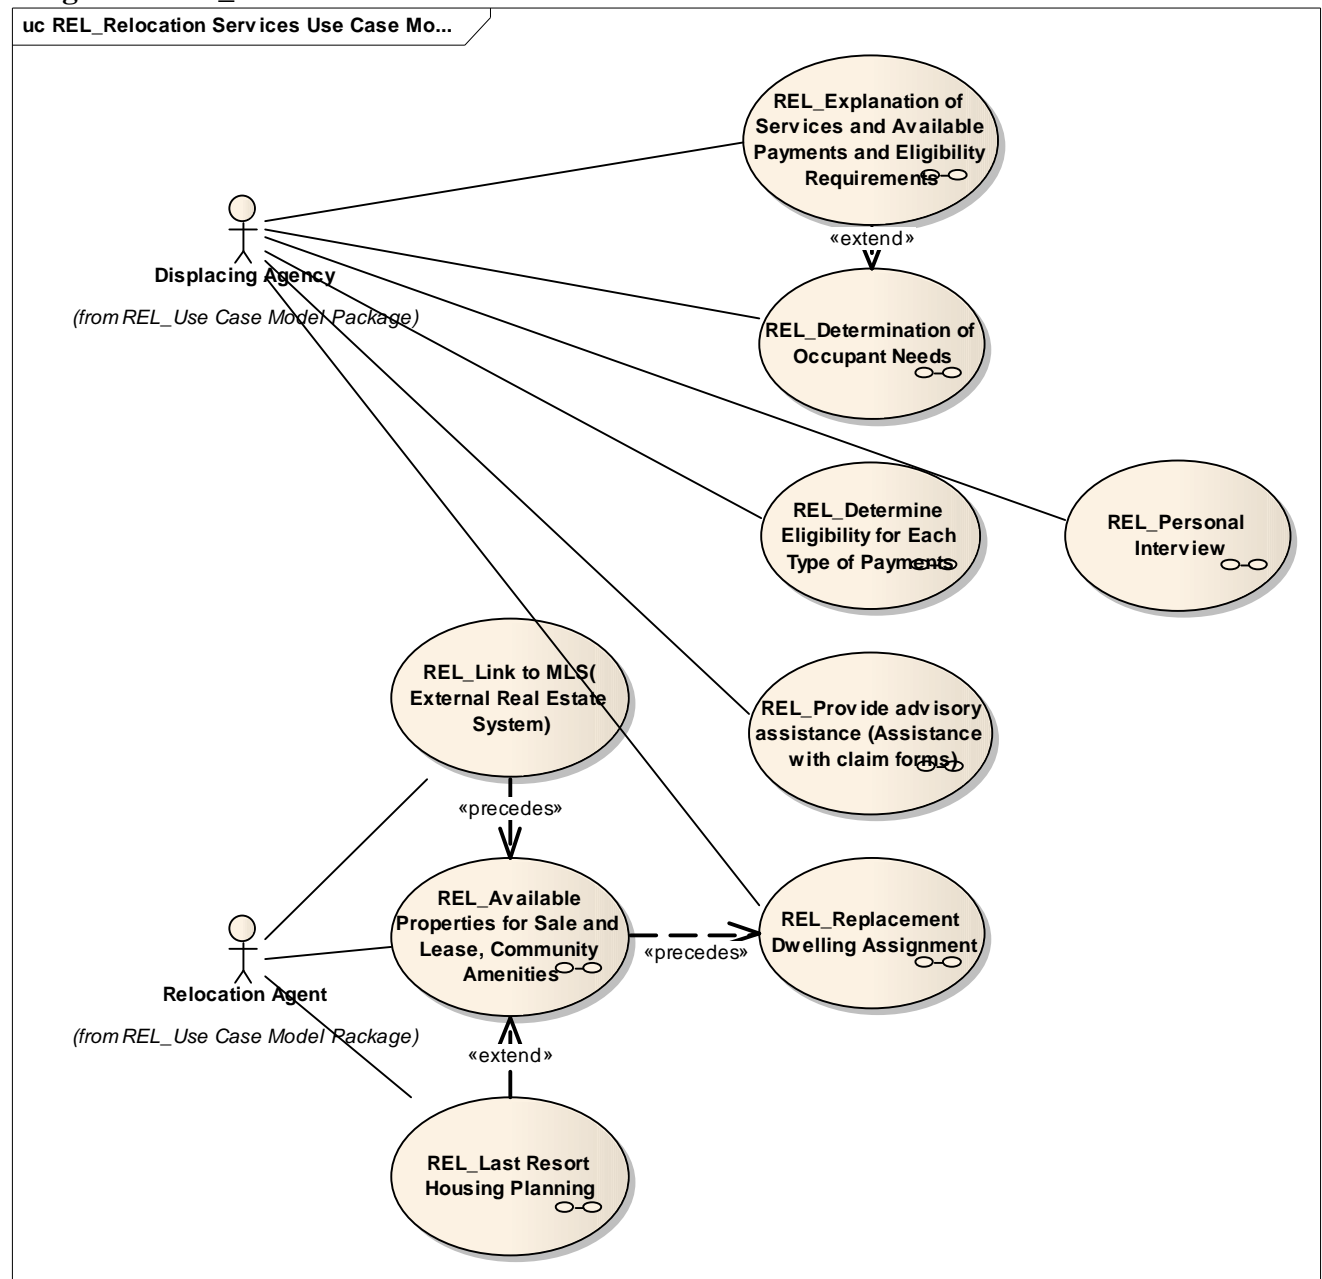 uc REL_Relocation Services Use Case Mo...
REL_Explanation of
Services and Available
Payments and Eligibility
Requirements
«extend»
Displacing Agency
(from REL_Use Case Model Package)
REL_Determination of
Occupant Needs
REL_Determine
Eligibility for Each
Type of Payments
REL_Personal
Interview
REL_Link to MLS(
External Real Estate
System)
REL_Provide advisory
assistance (Assistance
with claim forms)
«precedes»
REL_Available
Properties for Sale and
Lease, Community
Amenities
«precedes»
REL_Replacement
Dwelling Assignment
Relocation Agent
(from REL_Use Case Model Package)
«extend»
REL_Last Resort
Housing Planning